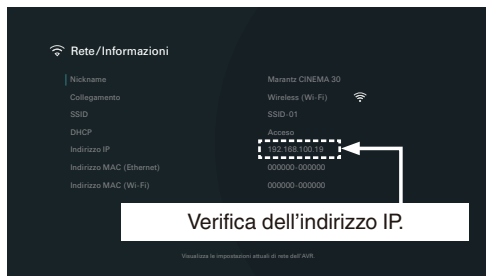 Rete/Informazioni
Nickname Marantz CINEMA 30
Collegamento Wireless (Wi-Fi)
SSID SSID-01
DHCP Acceso
Indirizzo IP 192.168.100.19
Indirizzo MAC (Ethernet) 000000-000000
Indirizzo MAC (Wi-Fi) 000000-000000
Verifica dell'indirizzo IP.
Visualizza le impostazioni attuali di rete dell'AVR.